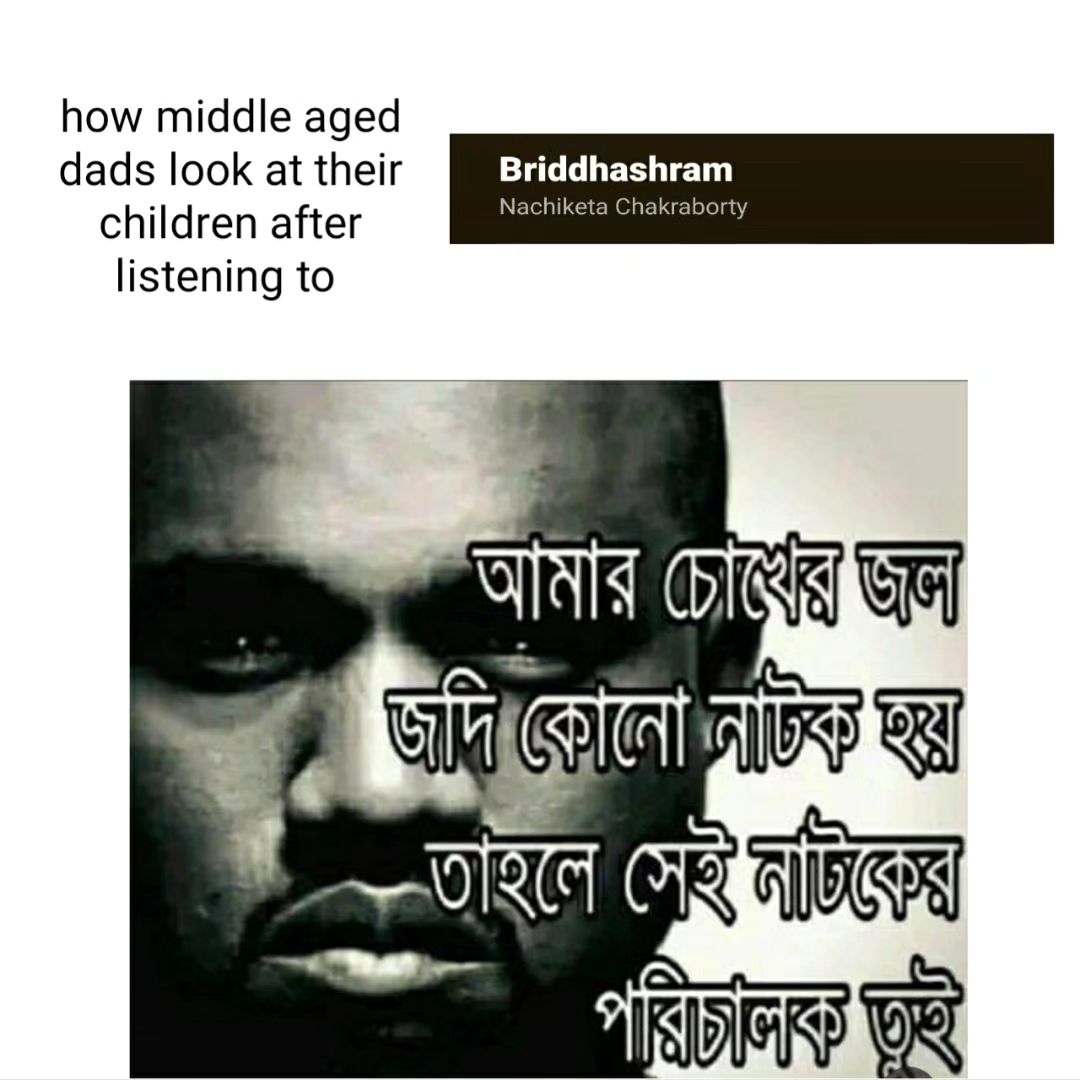 how middle aged
dads look at their
children after
listening to
Briddhashram
Nachiketa Chakraborty
আমার চোখের জল
জদি কোনো নাটক হয়
তাহলে সেই নাটকের
পরিচালক তুই